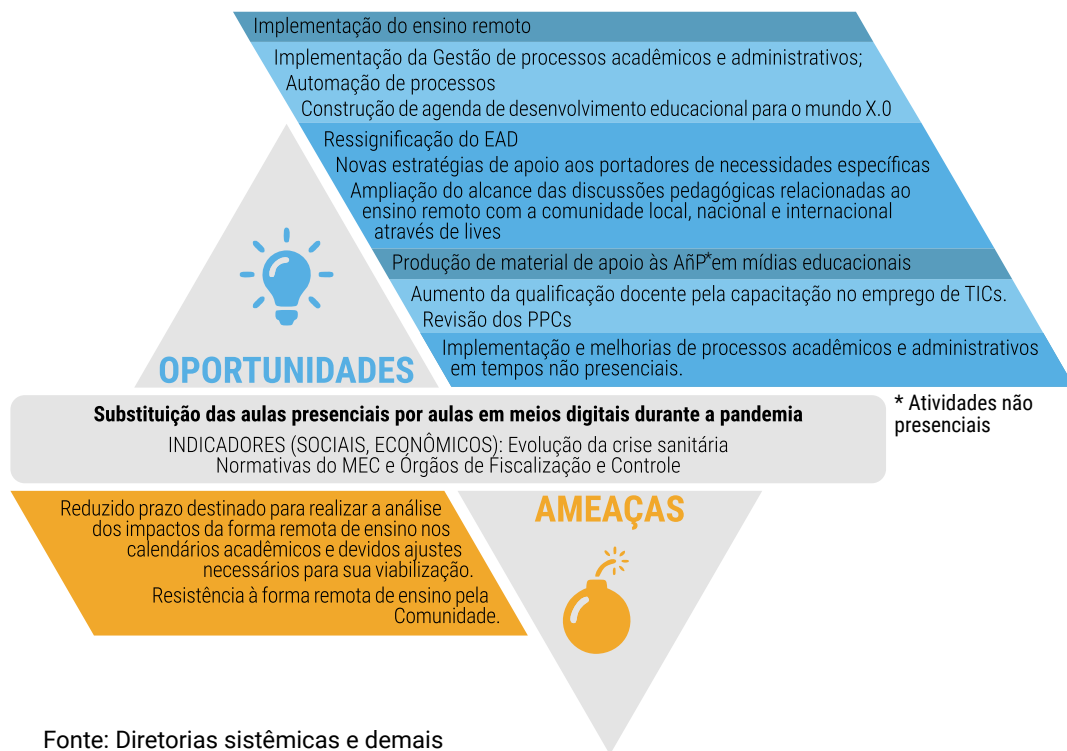 Implementação do ensino remoto
Implementação da Gestão de processos acadêmicos e administrativos;
Automação de processos
Construção de agenda de desenvolvimento educacional para o mundo X.0
Ressignificação do EAD
Novas estratégias de apoio aos portadores de necessidades específicas
Ampliação do alcance das discussões pedagógicas relacionadas ao
ensino remoto com a comunidade local, nacional e internacional
através de lives
Produção de material de apoio às AñP*em mídias educacionais
Aumento da qualificação docente pela capacitação no emprego de TICs.
Revisão dos PPCs
Implementação e melhorias de processos acadêmicos e administrativos
em tempos não presenciais.
OPORTUNIDADES
Substituição das aulas presenciais por aulas em meios digitais durante a pandemia
INDICADORES (SOCIAIS, ECONÔMICOS): Evolução da crise sanitária
Normativas do MEC e Órgãos de Fiscalização e Controle
* Atividades não
presenciais
AMEAÇAS
Reduzido prazo destinado para realizar a análise
dos impactos da forma remota de ensino nos
calendários acadêmicos e devidos ajustes
necessários para sua viabilização.
Resistência à forma remota de ensino pela
Comunidade.
Fonte: Diretorias sistêmicas e demais